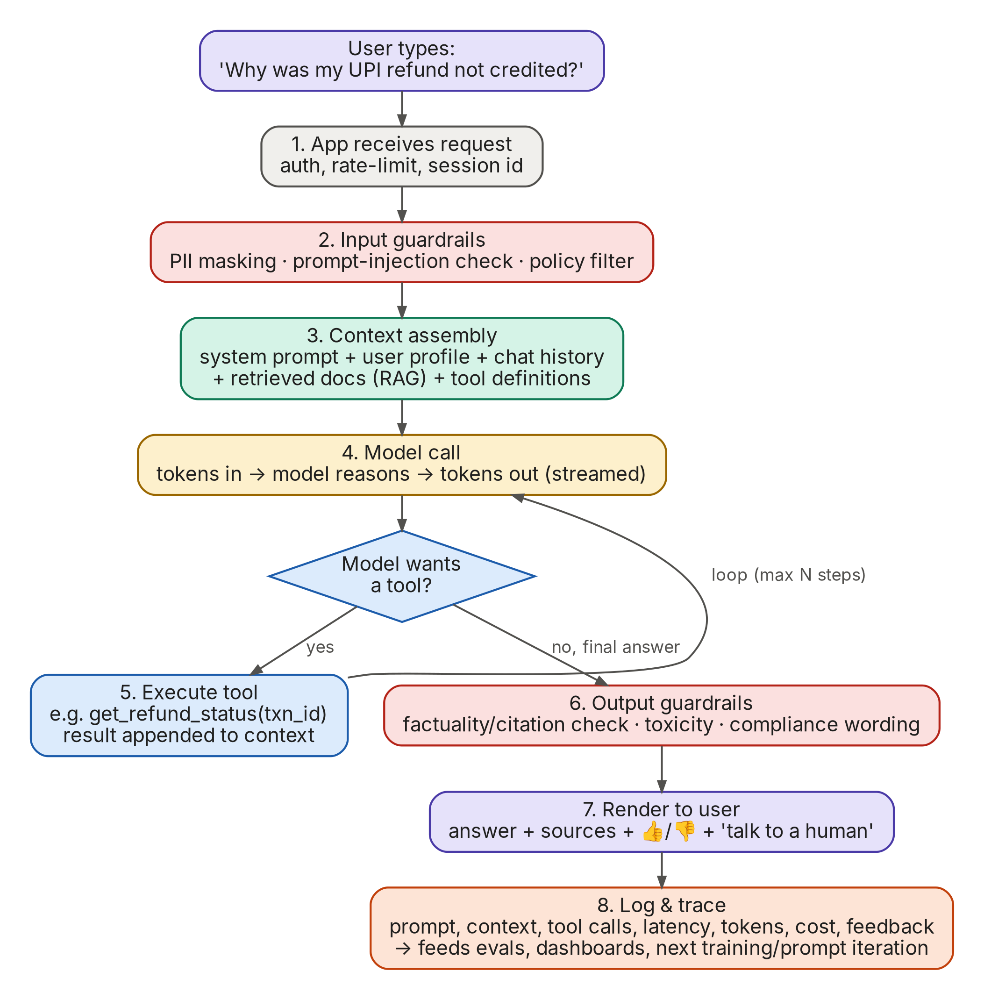 User types:
'Why was my UPI refund not credited?'
1. App receives request
auth, rate-limit, session id
2. Input guardrails
PII masking · prompt-injection check · policy filter
3. Context assembly
system prompt + user profile + chat history
+ retrieved docs (RAG) + tool definitions
4. Model call
tokens in → model reasons → tokens out (streamed)
Model wants
a tool?
loop (max N steps)
yes
no, final answer
5. Execute tool
e.g. get_refund_status(txn_id)
result appended to context
6. Output guardrails
factuality/citation check · toxicity · compliance wording
7. Render to user
answer + sources + 👍/👎 + 'talk to a human'
8. Log & trace
prompt, context, tool calls, latency, tokens, cost, feedback
→ feeds evals, dashboards, next training/prompt iteration